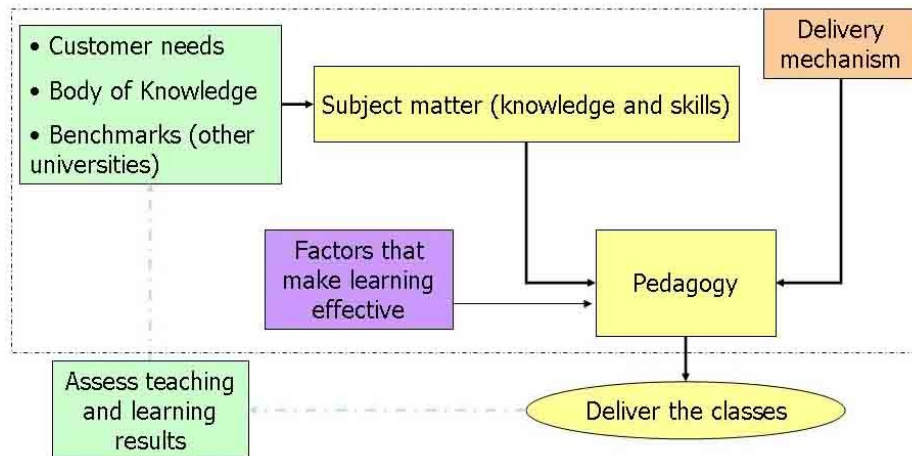 • Customer needs
• Body of Knowledge
• Benchmarks (other
universities)
Subject matter (knowledge and skills)
Delivery
mechanism
Factors that
make learning
effective
Pedagogy
Assess teaching
and learning
results
Deliver the classes